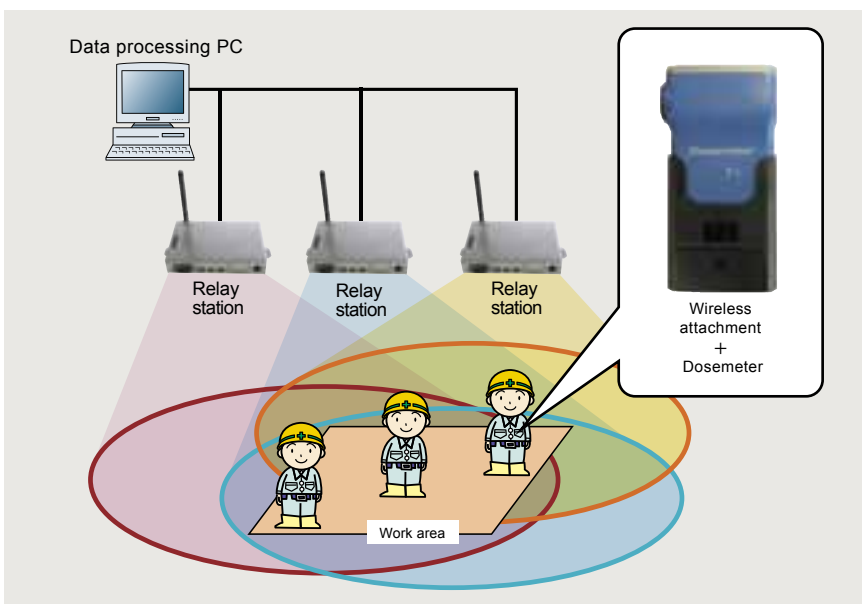 Data processing PC
Relay
station
Relay
station
Relay
station
Wireless
attachment
+
Dosemeter
Work area